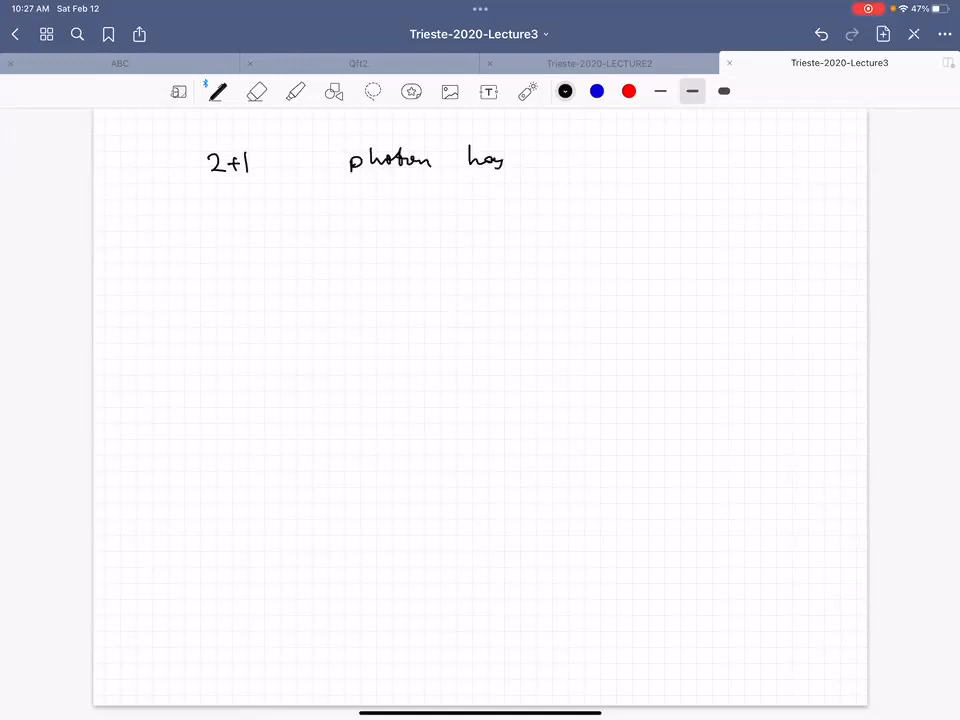 10:27 AM Sat Feb 12
47%
Trieste-2020-Lecture3
ABC
Qft2.
Trieste-2020-LECTURE2
Trieste-2020-Lecture3
T
2+1 photon has